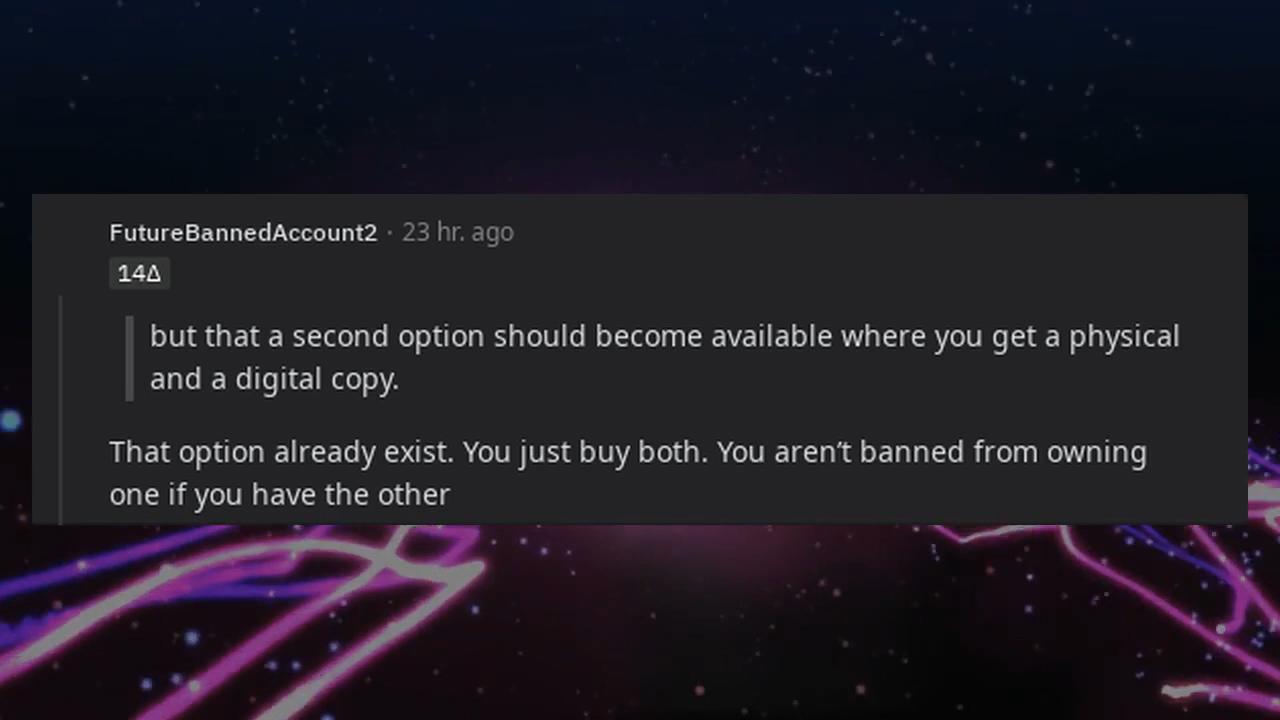 FutureBannedAccount2 · 23 hr. ago
14Δ
but that a second option should become available where you get a physical
and a digital copy.
That option already exist. You just buy both. You aren’t banned from owning
one if you have the other